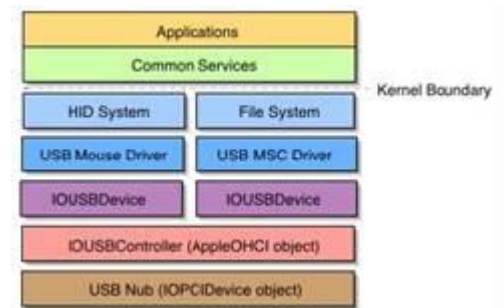 Applications
Common Services
Kernel Boundary
HID System File System
USB Mouse Driver USB MSC Driver
IOUSBDevice IOUSBDevice
IOUSBController (AppleOHCI object)
USB Nub (IOPCIDevice object)